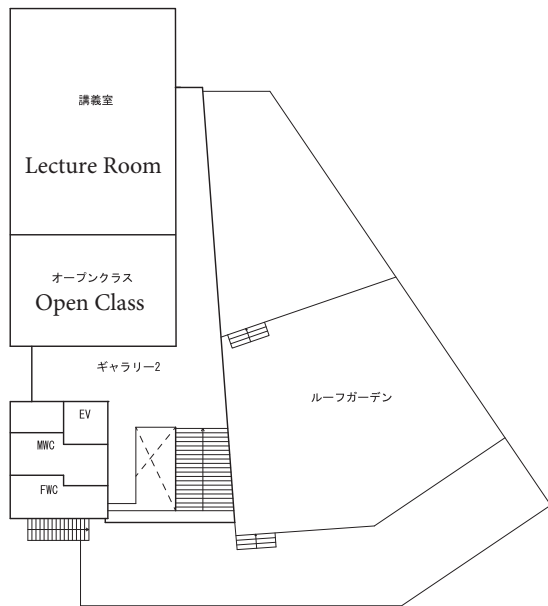 講義室
Lecture Room
オープンクラス
Open Class
ギャラリー2
ルーフガーデン
EV
MWC
FWC